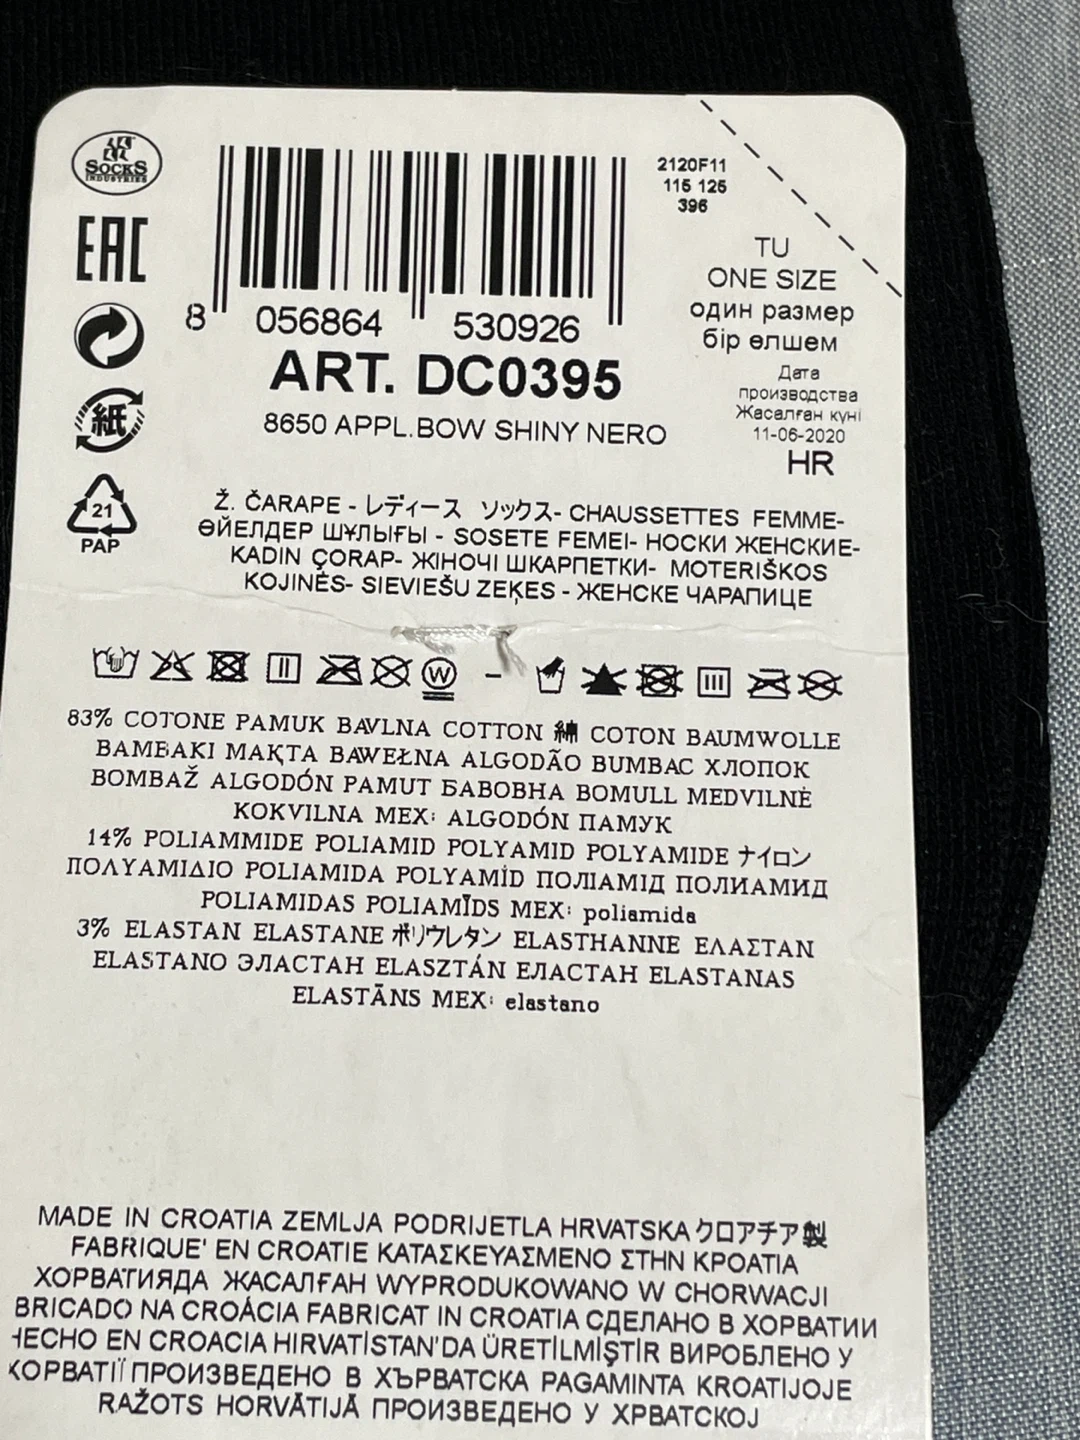 SOCKS
INDUSTRIES
EAC
紙
21
PAP
8 056864 530926
ART. DC0395
8650 APPL.BOW SHINY NERO
2120F11
115 125
396
TU
ONE SIZE
один размер
бір өлшем
Дата
производства
Жасалған күні
11-06-2020
HR
Ž. ČARAPE - レディース ソックス- CHAUSSETTES FEMME-
ӨЙЕЛДЕР ШҰЛЫҒЫ - SOSETE FEMEI- НОСКИ ЖЕНСКИЕ-
KADIN ÇORAP- ЖІНОЧІ ШКАРПЕТКИ- MOTERIŠKOS
KOJINĖS- SIEVIEŠU ZEĶES - ЖЕНСКЕ ЧАРАПИЦЕ
W -
83% COTONE PAMUK BAVLNA COTTON 綿 COTON BAUMWOLLE
BAMBAKI МАҚТА BAWEŁNA ALGODÃO BUMBAC ХЛОПОК
BOMBAŽ ALGODÓN PAMUT БАВОВНА BOMULL MEDVILNĖ
KOKVILNA MEX: ALGODÓN ПАМУК
14% POLIAMMIDE POLIAMID POLYAMID POLYAMIDE ナイロン
ΠΟΛΥΑΜΙΔΙΟ POLIAMIDA POLYAMİD ПОЛІАМІД ПОЛИАМИД
POLIAMIDAS POLIAMĪDS MEX: poliamida
3% ELASTAN ELASTANE ポリウレタン ELASTHANNE ΕΛΑΣΤΑΝ
ELASTANO ЭЛАСТАН ELASZTÁN ЕЛАСТАН ELASTANAS
ELASTĀNS MEX: elastano
MADE IN CROATIA ZEMLJA PODRIJETLA HRVATSKA クロアチア製
FABRIQUE' EN CROATIE ΚΑΤΑΣΚΕΥΑΣΜΕΝΟ ΣΤΗΝ ΚΡΟΑΤΙΑ
ХОРВАТИЯДА ЖАСАЛҒАН WYPRODUKOWANO W CHORWACJI
BRICADO NA CROÁCIA FABRICAT IN CROATIA СДЕЛАНО В ХОРВАТИИ
HECHO EN CROACIA HIRVATİSTAN'DA ÜRETİLMİŞTİR ВИРОБЛЕНО У
ХОРВАТІЇ ПРОИЗВЕДЕНО В ХЪРВАТСКА PAGAMINTA KROATIJOJE
RAŽOTS HORVĀTIJĀ ПРОИЗВЕДЕНО У ХРВАТСКОЈ